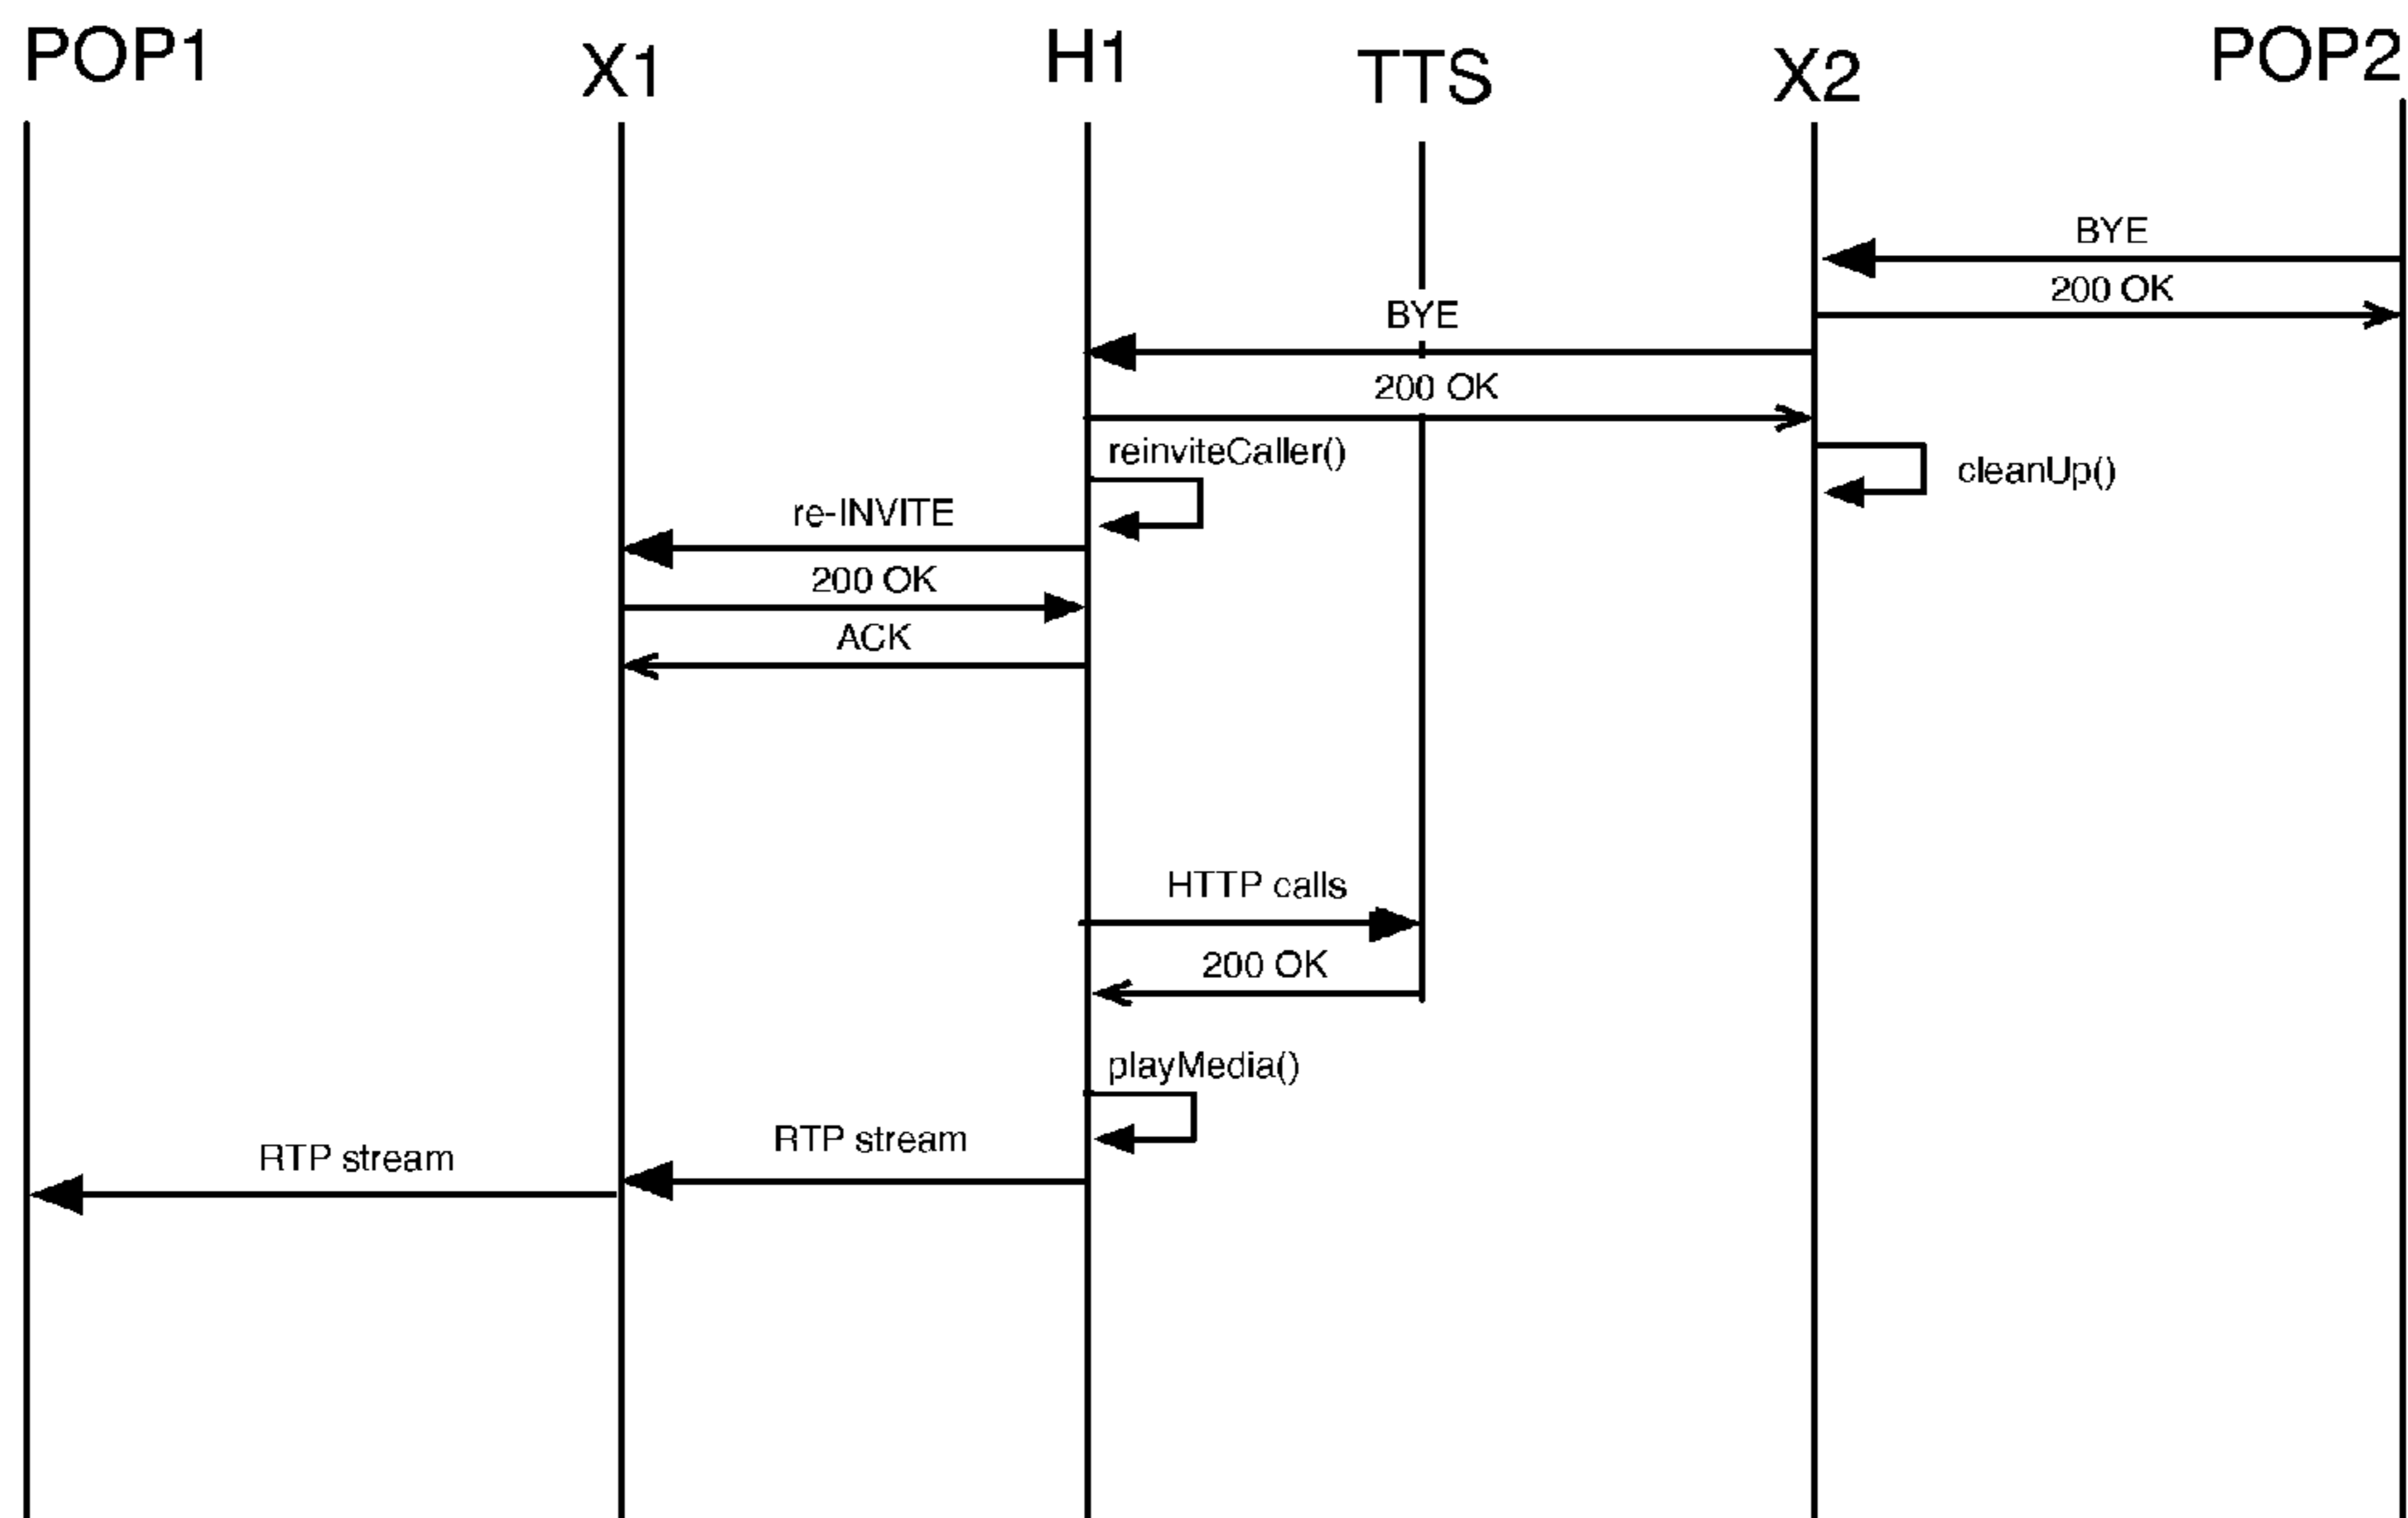 POP1
X1
H1
TTS
X2
POP2
BYE
200 OK
BYE
200 OK
reinviteCaller()
cleanUp()
re-INVITE
200 OK
ACK
HTTP calls
200 OK
playMedia()
RTP stream
RTP stream